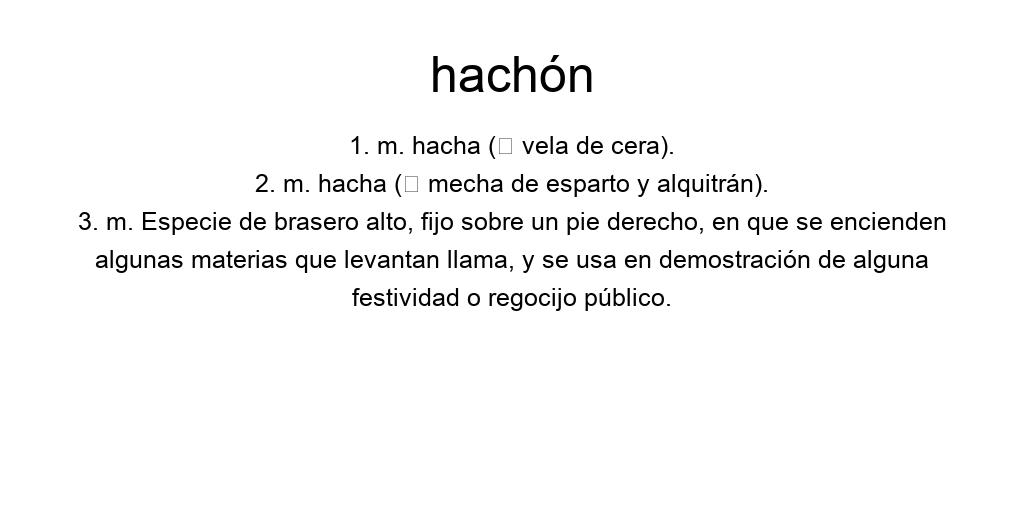 hachón
1. m. hacha (□ vela de cera).
2. m. hacha (□ mecha de esparto y alquitrán).
3. m. Especie de brasero alto, fijo sobre un pie derecho, en que se encienden
algunas materias que levantan llama, y se usa en demostración de alguna
festividad o regocijo público.